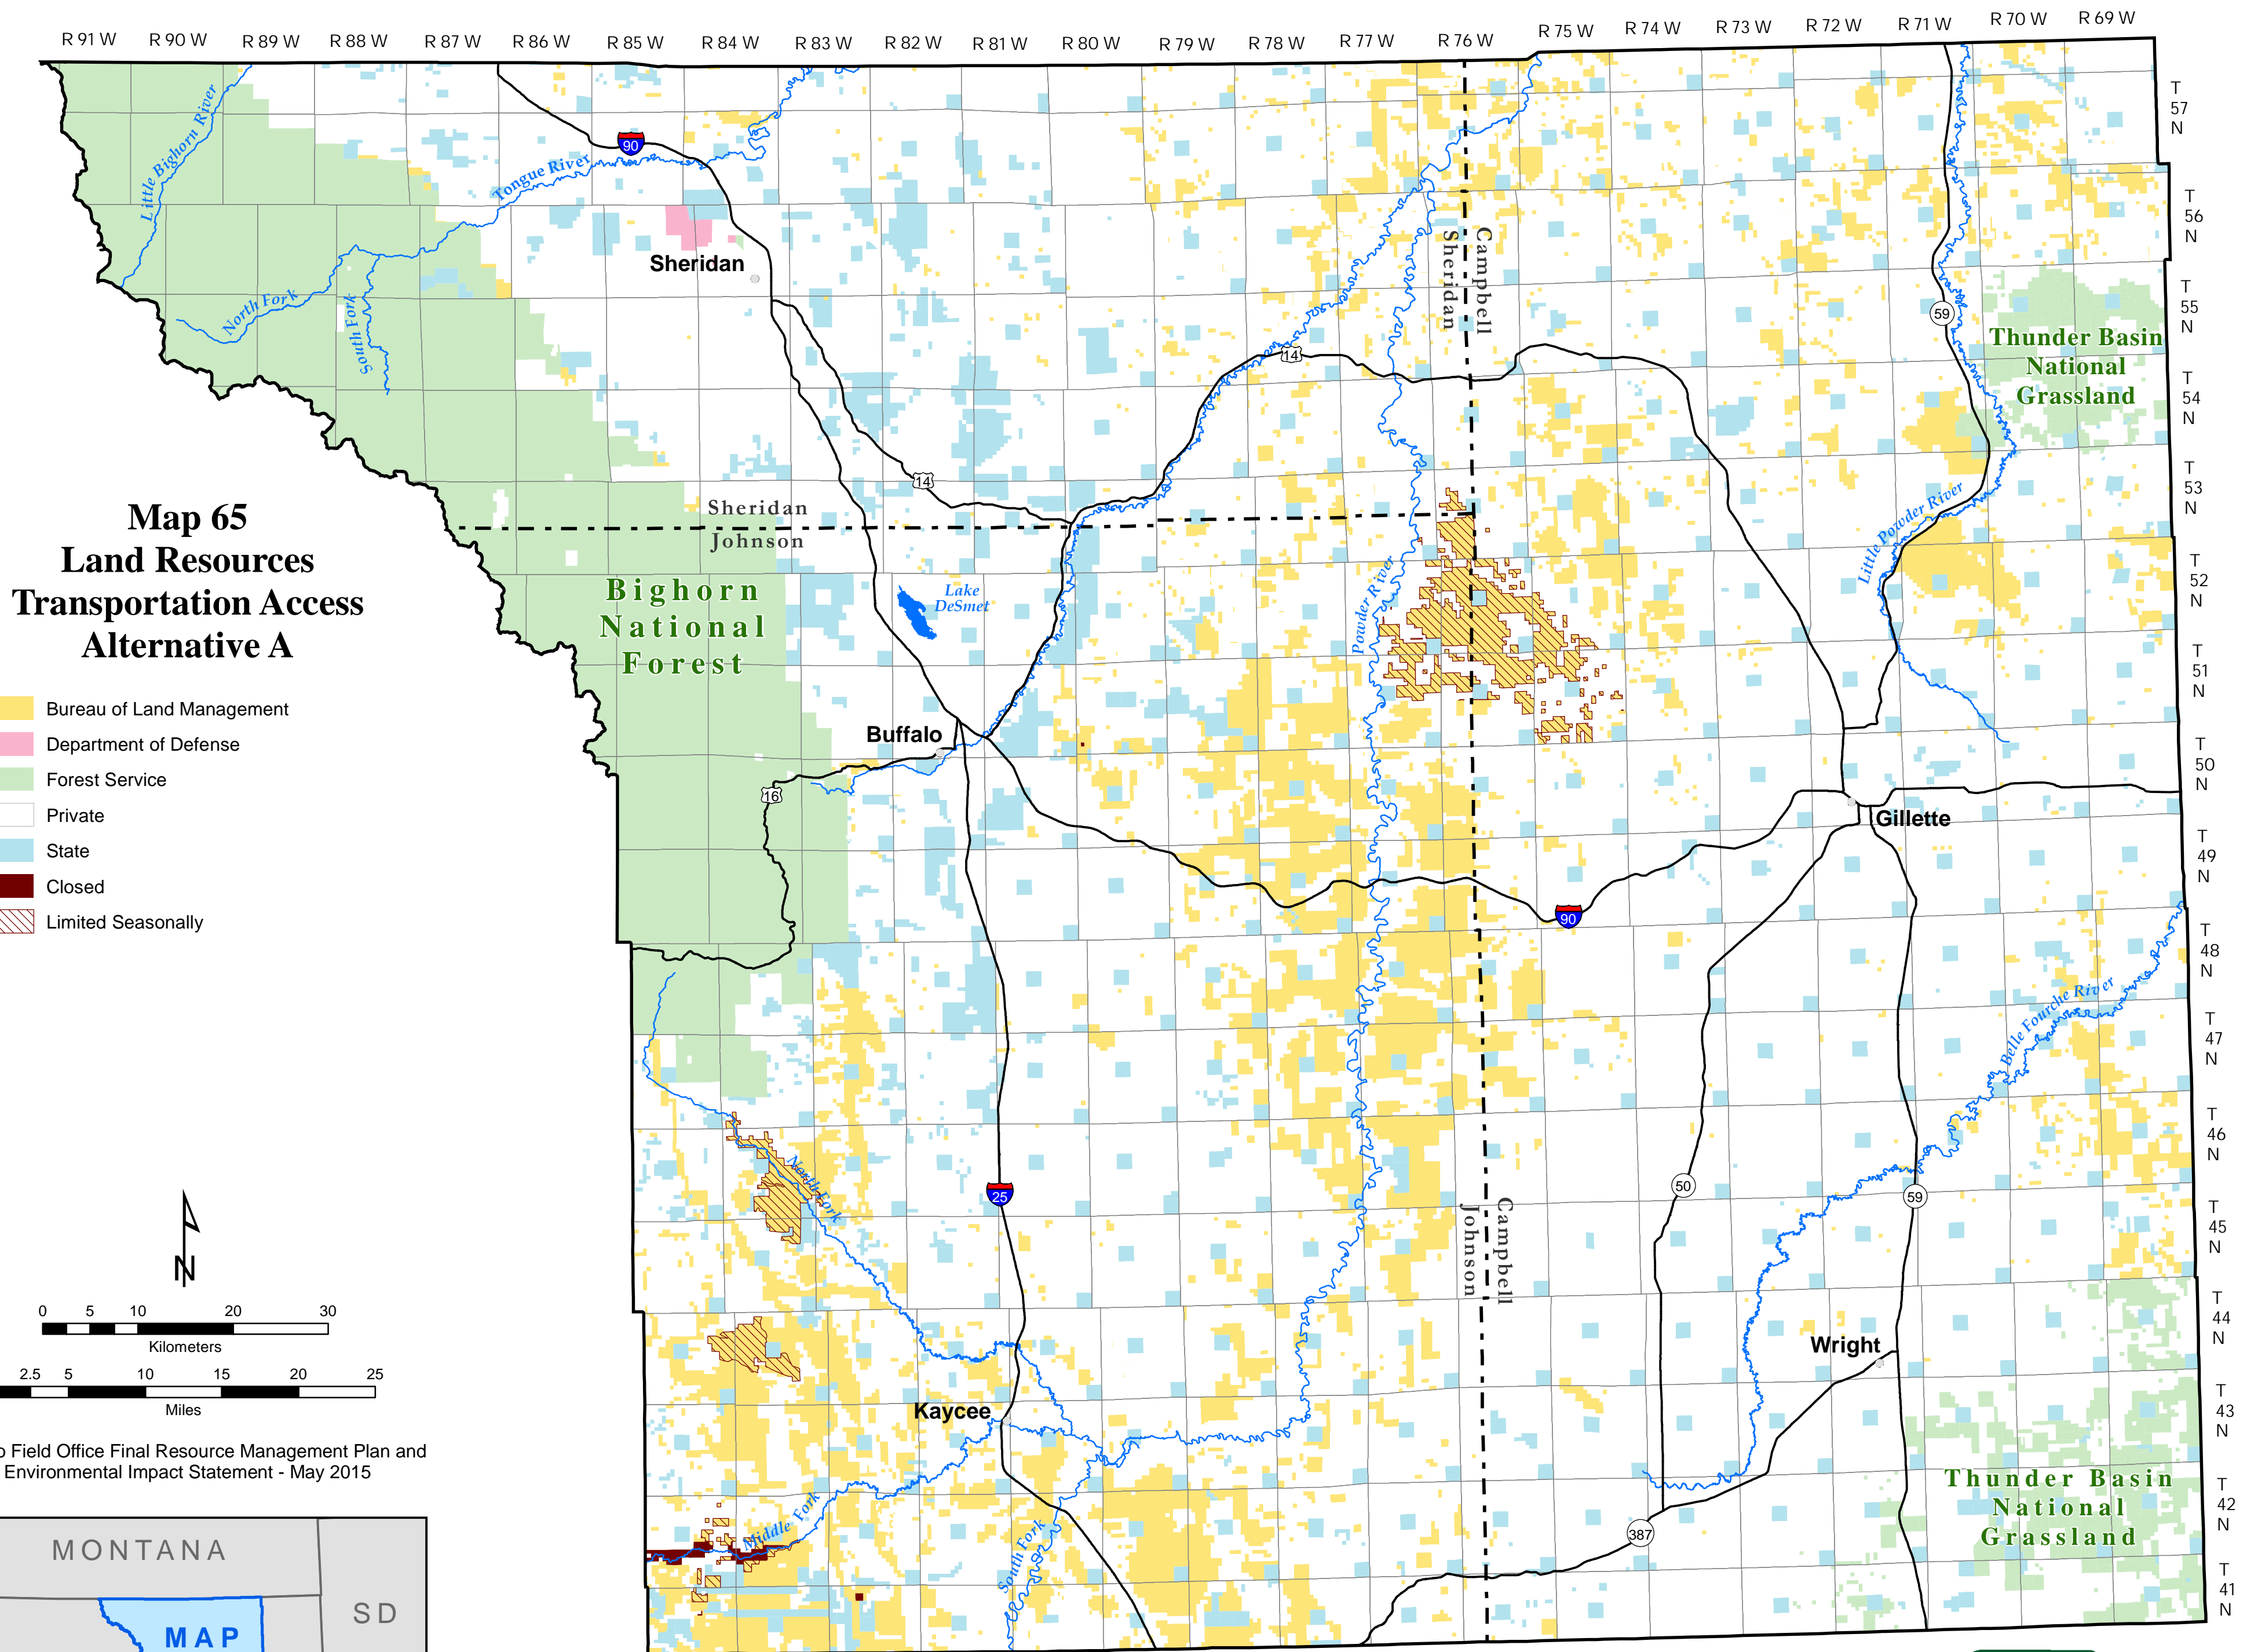 R 91 W R 90 W R 89 W R 88 W R 87 W R 86 W R 85 W R 84 W R 83 W R 82 W R 81 W R 80 W R 79 W R 78 W R 77 W R 76 W R 75 W R 74 W R 73 W R 72 W R 71 W R 70 W R 69 W
T
57
N
T
56
N
T
55
N
T
54
N
T
53
N
T
52
N
T
51
N
T
50
N
T
49
N
T
48
N
T
47
N
T
46
N
T
45
N
T
44
N
T
43
N
T
42
N
T
41
N
Little Bighorn River
Tongue River
90
North Fork
South Fork
Sheridan
Sheridan
Campbell
14
59
Thunder Basin
National
Grassland
14
Sheridan
Johnson
Little Powder River
Powder River
Bighorn
National
Forest
Lake
DeSmet
Buffalo
16
Gillette
90
Belle Fourche River
North Fork
25
50
59
Johnson
Campbell
Wright
Kaycee
Middle Fork
South Fork
387
Thunder Basin
National
Grassland
Map 65
Land Resources
Transportation Access
Alternative A
Bureau of Land Management
Department of Defense
Forest Service
Private
State
Closed
Limited Seasonally
N
0 5 10 20 30
Kilometers
2.5 5 10 15 20 25
Miles
o Field Office Final Resource Management Plan and
Environmental Impact Statement - May 2015
MONTANA
SD
MAP